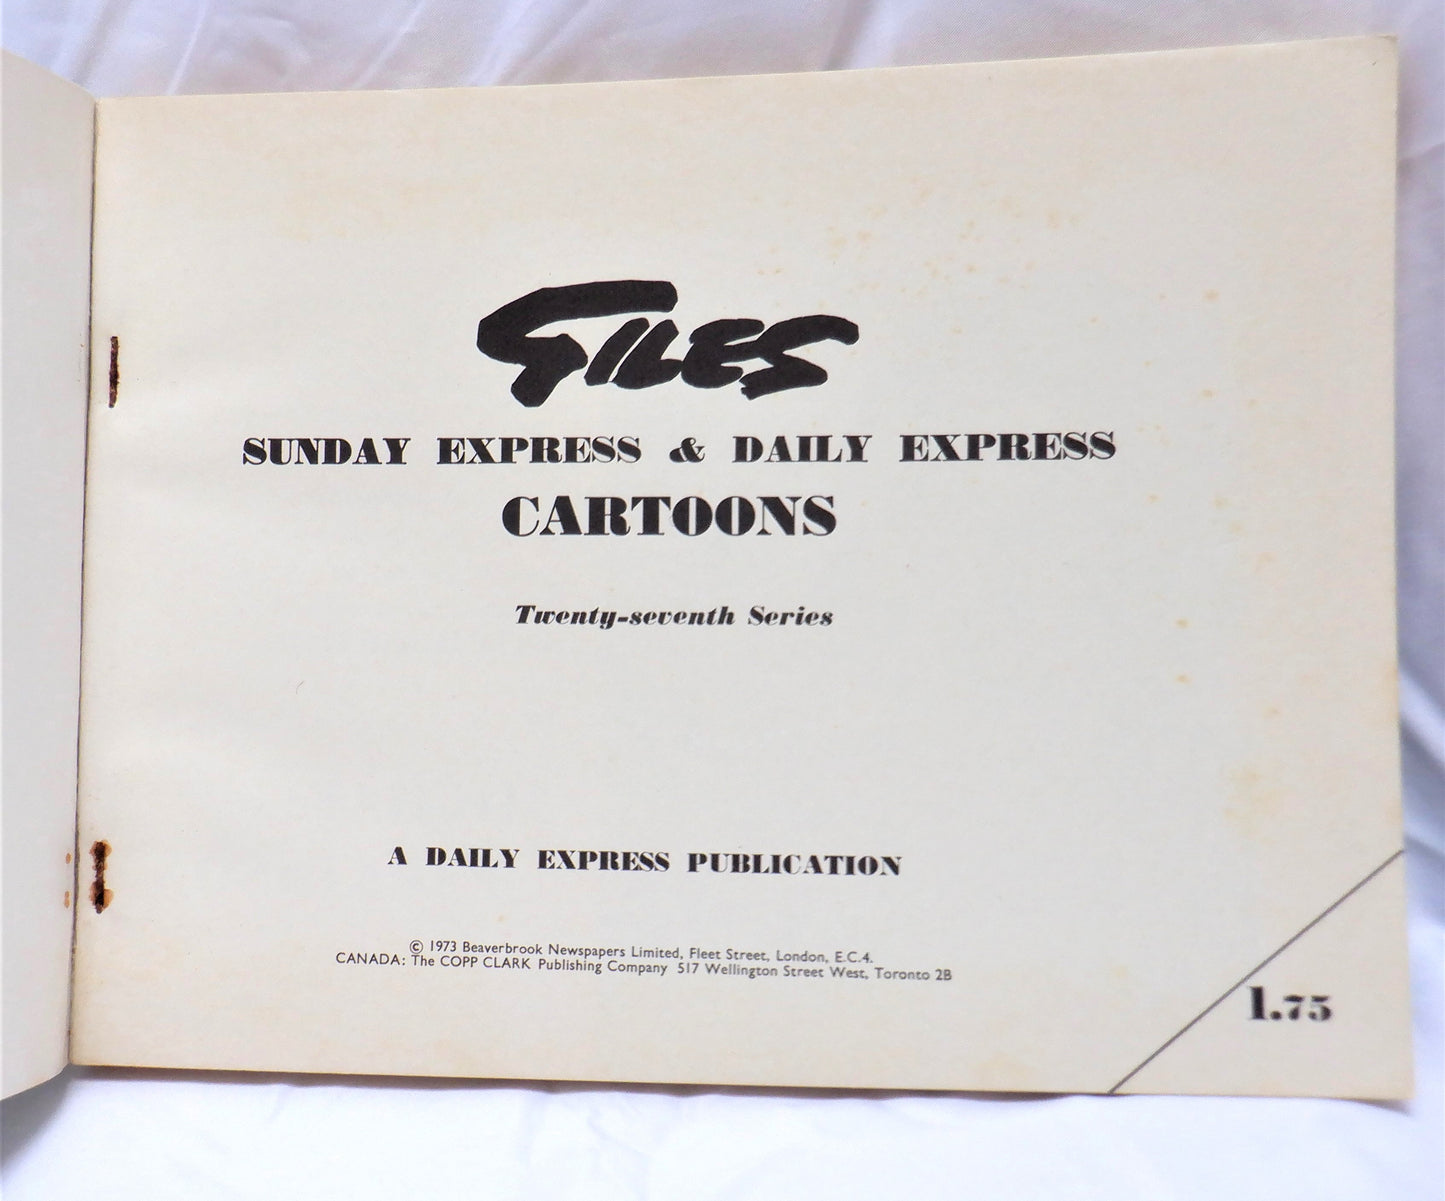 GILES
SUNDAY EXPRESS & DAILY EXPRESS
CARTOONS
Twenty-seventh Series
A DAILY EXPRESS PUBLICATION
© 1973 Beaverbrook Newspapers Limited, Fleet Street, London, E.C.4.
CANADA: The COPP CLARK Publishing Company 517 Wellington Street West, Toronto 2B
1.75